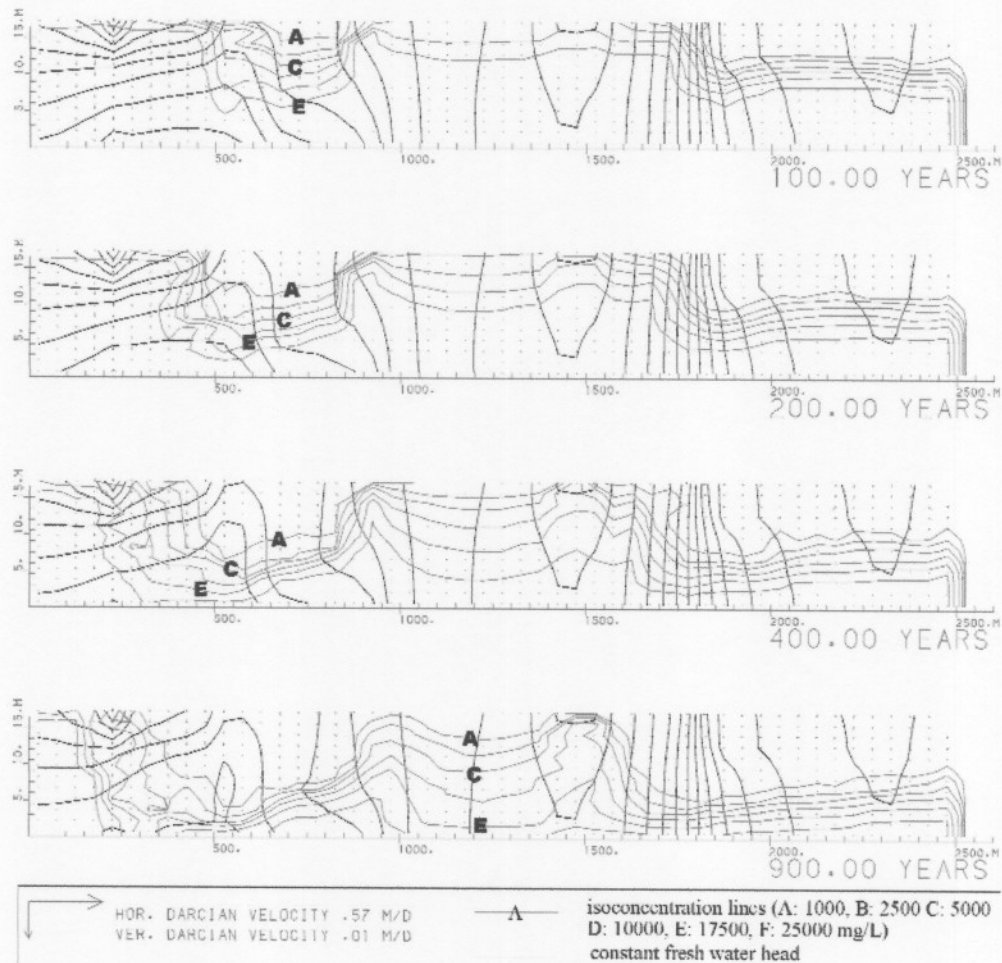 15.M
10.
5.
A
C
E
500.
1000.
1500.
2000.
2500.M
100.00 YEARS
15.M
10.
5.
A
C
E
500.
1000.
1500.
2000.
2500.M
200.00 YEARS
15.M
10.
5.
A
C
E
500.
1000.
1500.
2000.
2500.M
400.00 YEARS
15.M
10.
5.
A
C
E
500.
1000.
1500.
2000.
2500.M
900.00 YEARS
HOR. DARCIAN VELOCITY .57 M/D
VER. DARCIAN VELOCITY .01 M/D
A
isoconcentration lines (A: 1000, B: 2500 C: 5000
D: 10000, E: 17500, F: 25000 mg/L)
constant fresh water head